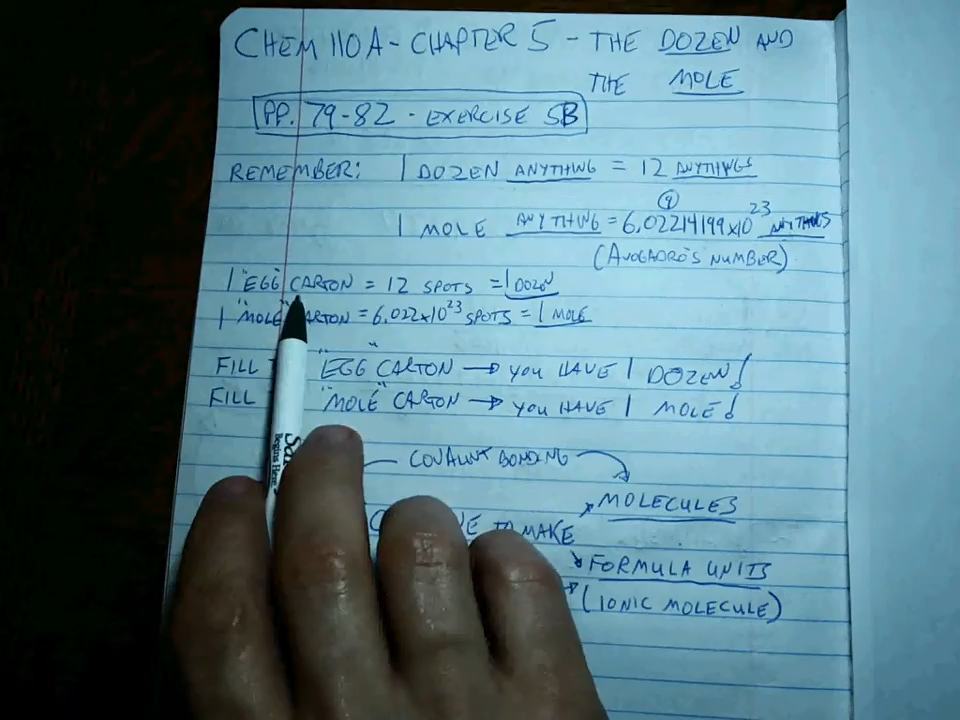 CHEM 110A - CHAPTER 5 - THE DOZEN AND
THE MOLE
PP. 79-82 - EXERCISE 5B
REMEMBER: 1 DOZEN ANYTHING = 12 ANYTHINGS
1 MOLE ANYTHING = 6.02214199x10^23 ANYTHINGS
(9)
(AVOGADRO'S NUMBER)
1 "EGG" CARTON = 12 SPOTS = 1 DOZEN
1 "MOLE" CARTON = 6.022x10^23 SPOTS = 1 MOLE
FILL "EGG" CARTON → YOU HAVE 1 DOZEN!
FILL "MOLE" CARTON → YOU HAVE 1 MOLE!
COVALENT BONDING
MOLECULES
TO MAKE
FORMULA UNITS
(IONIC MOLECULE)